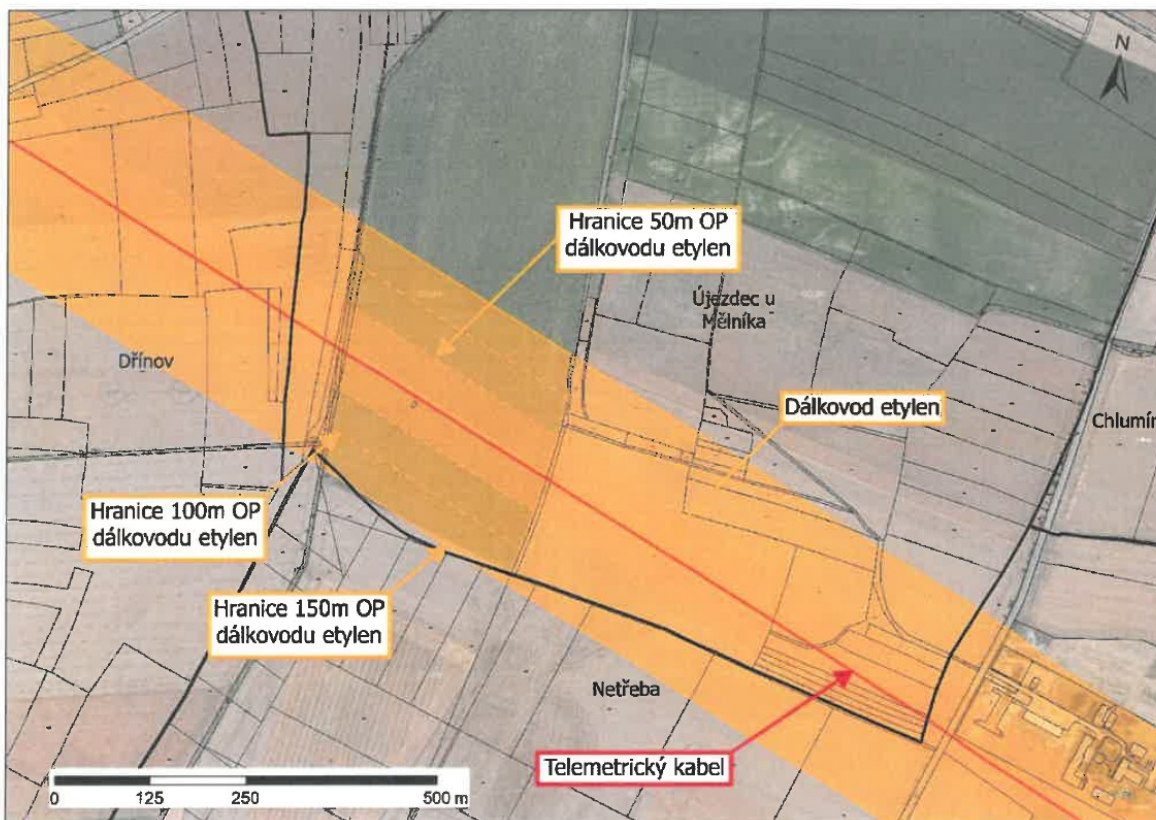 N
Hranice 50m OP
dálkovodu etylen
Újezdec u
Mělníka
Dřínov
Dálkovod etylen
Chlumín
Hranice 100m OP
dálkovodu etylen
Hranice 150m OP
dálkovodu etylen
Netřeba
Telemetrický kabel
0 125 250 500 m